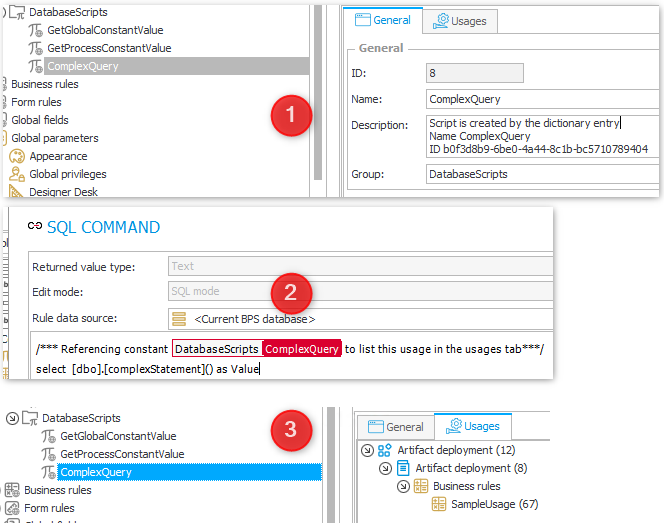 DatabaseScripts
GetGlobalConstantValue
GetProcessConstantValue
ComplexQuery
Business rules
Form rules
Global fields
Global parameters
Appearance
Global privileges
Designer Desk
1
General
Usages
General
ID:
8
Name:
ComplexQuery
Description:
Script is created by the dictionary entry
Name ComplexQuery
ID b0f3d8b9-6be0-4a44-8c1b-bc5710789404
Group:
DatabaseScripts
SQL COMMAND
Returned value type:
Text
Edit mode:
SQL mode
2
Rule data source:
<Current BPS database>
/*** Referencing constant DatabaseScripts ComplexQuery to list this usage in the usages tab***/
select [dbo].[complexStatement]() as Value
DatabaseScripts
GetGlobalConstantValue
GetProcessConstantValue
ComplexQuery
Business rules
Form rules
3
General
Usages
Artifact deployment (12)
Artifact deployment (8)
Business rules
SampleUsage (67)